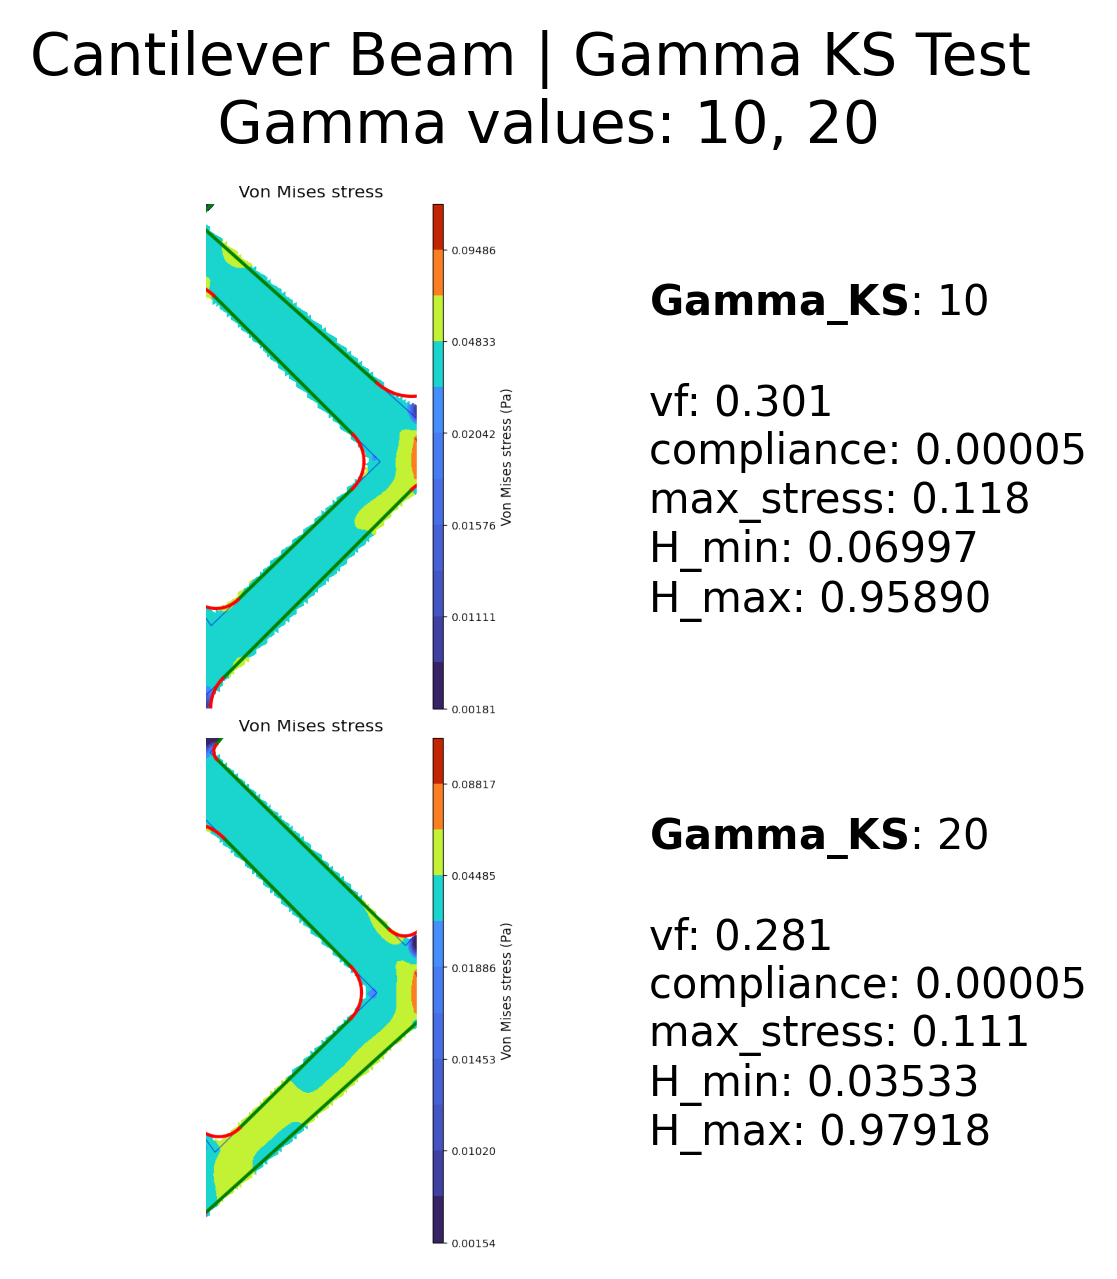 Cantilever Beam | Gamma KS Test
Gamma values: 10, 20
Von Mises stress
0.09486
0.04833
0.02042
0.01576
0.01111
0.00181
Von Mises stress (Pa)
Gamma_KS: 10
vf: 0.301
compliance: 0.00005
max_stress: 0.118
H_min: 0.06997
H_max: 0.95890
Von Mises stress
0.08817
0.04485
0.01886
0.01453
0.01020
0.00154
Von Mises stress (Pa)
Gamma_KS: 20
vf: 0.281
compliance: 0.00005
max_stress: 0.111
H_min: 0.03533
H_max: 0.97918